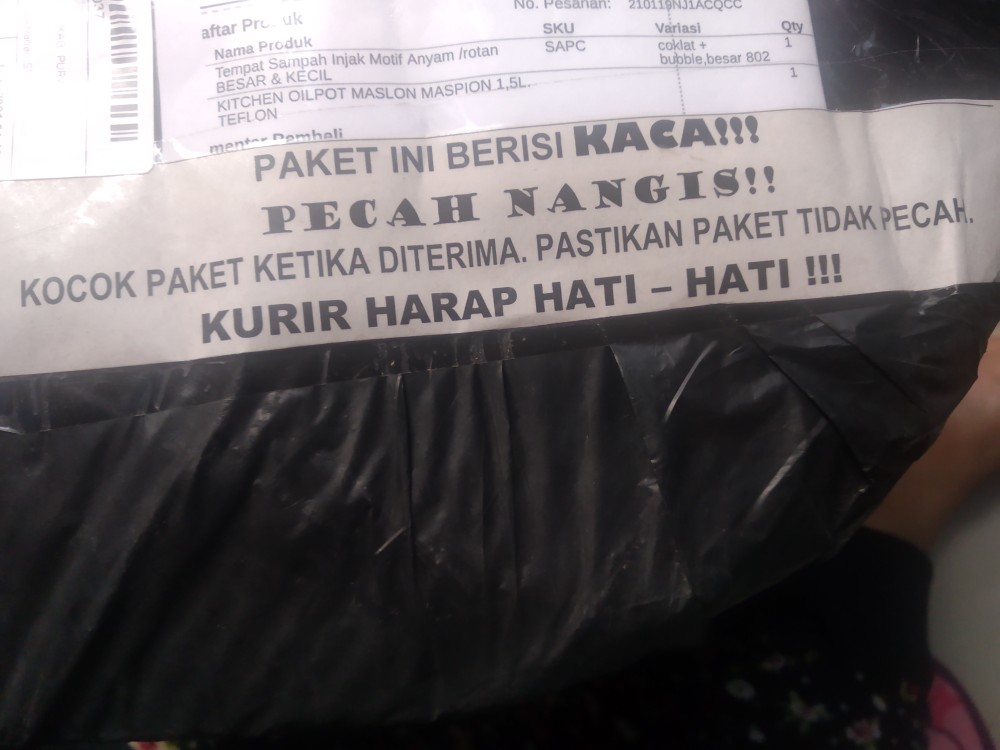 No. Pesanan: 210119NJ1ACQCC
aftar Produk
Nama Produk SKU Variasi Qty
Tempat Sampah Injak Motif Anyam /rotan SAPC coklat + 1
BESAR & KECIL bubble,besar 802
KITCHEN OILPOT MASLON MASPION 1,5L. 1
TEFLON
Pembeli
PAKET INI BERISI KACA!!!
PECAH NANGIS!!
KOCOK PAKET KETIKA DITERIMA. PASTIKAN PAKET TIDAK PECAH.
KURIR HARAP HATI – HATI !!!